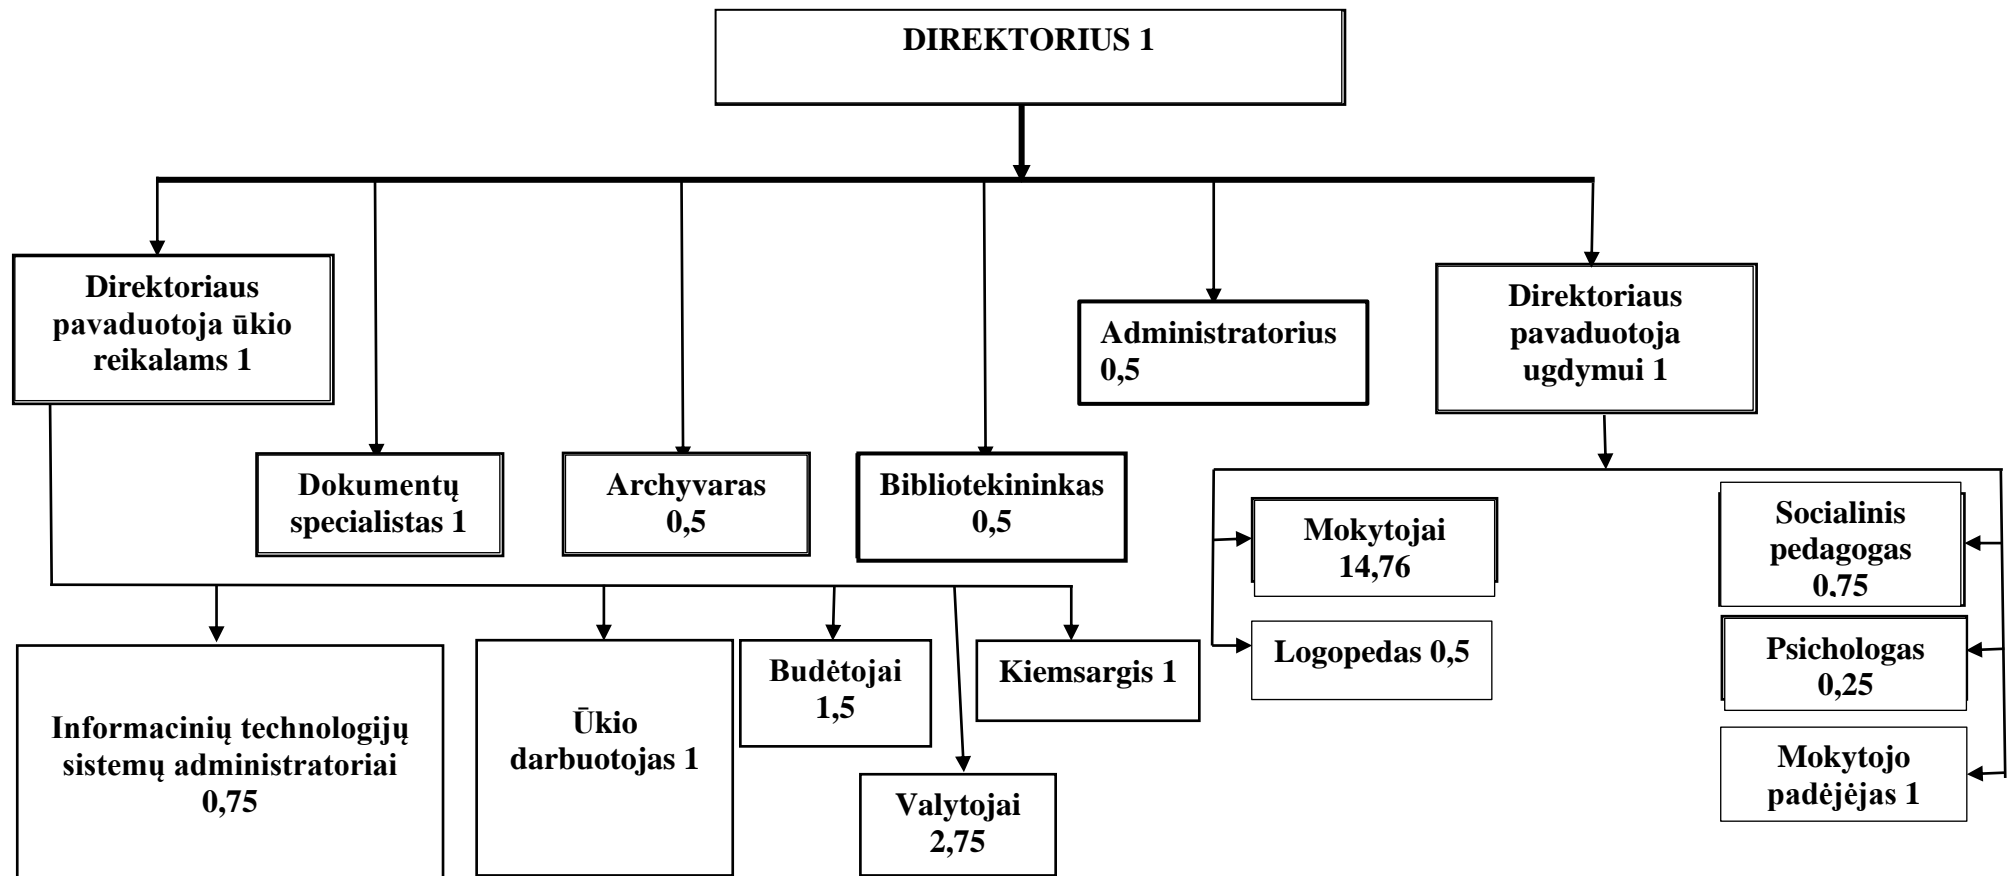 DIREKTORIUS 1
Direktoriaus
pavaduotoja ūkio
reikalams 1
Administratorius
0,5
Direktoriaus
pavaduotoja
ugdymui 1
Dokumentų
specialistas 1
Archyvaras
0,5
Bibliotekininkas
0,5
Mokytojai
14,76
Socialinis
pedagogas
0,75
Logopedas 0,5
Psichologas
0,25
Mokytojo
padėjėjas 1
Informacinių technologijų
sistemų administratoriai
0,75
Ūkio
darbuotojas 1
Budėtojai
1,5
Kiemsargis 1
Valytojai
2,75